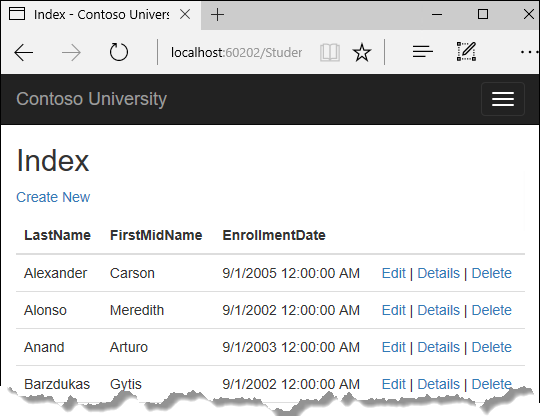 Index - Contoso Univers
localhost:60202/Studer
Contoso University
Index
Create New
LastName FirstMidName EnrollmentDate
Alexander Carson 9/1/2005 12:00:00 AM Edit | Details | Delete
Alonso Meredith 9/1/2002 12:00:00 AM Edit | Details | Delete
Anand Arturo 9/1/2003 12:00:00 AM Edit | Details | Delete
Barzdukas Gytis 9/1/2002 12:00:00 AM Edit | Details | Delete